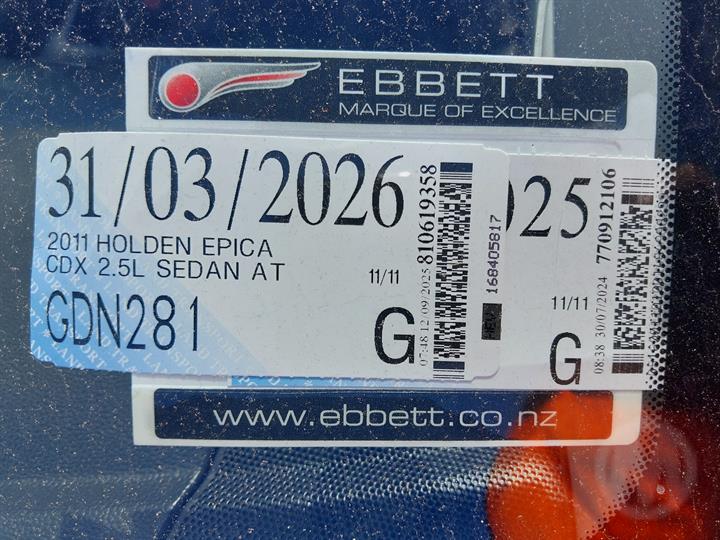 EBBETT
MARQUE OF EXCELLENCE
31/03/2026
2011 HOLDEN EPICA
CDX 2.5L SEDAN AT
11/11
GDN281
G
07:48 12/09/2025
810619358
168405817
025
11/11
G
08:38 30/07/2024
770912106
www.ebbett.co.nz